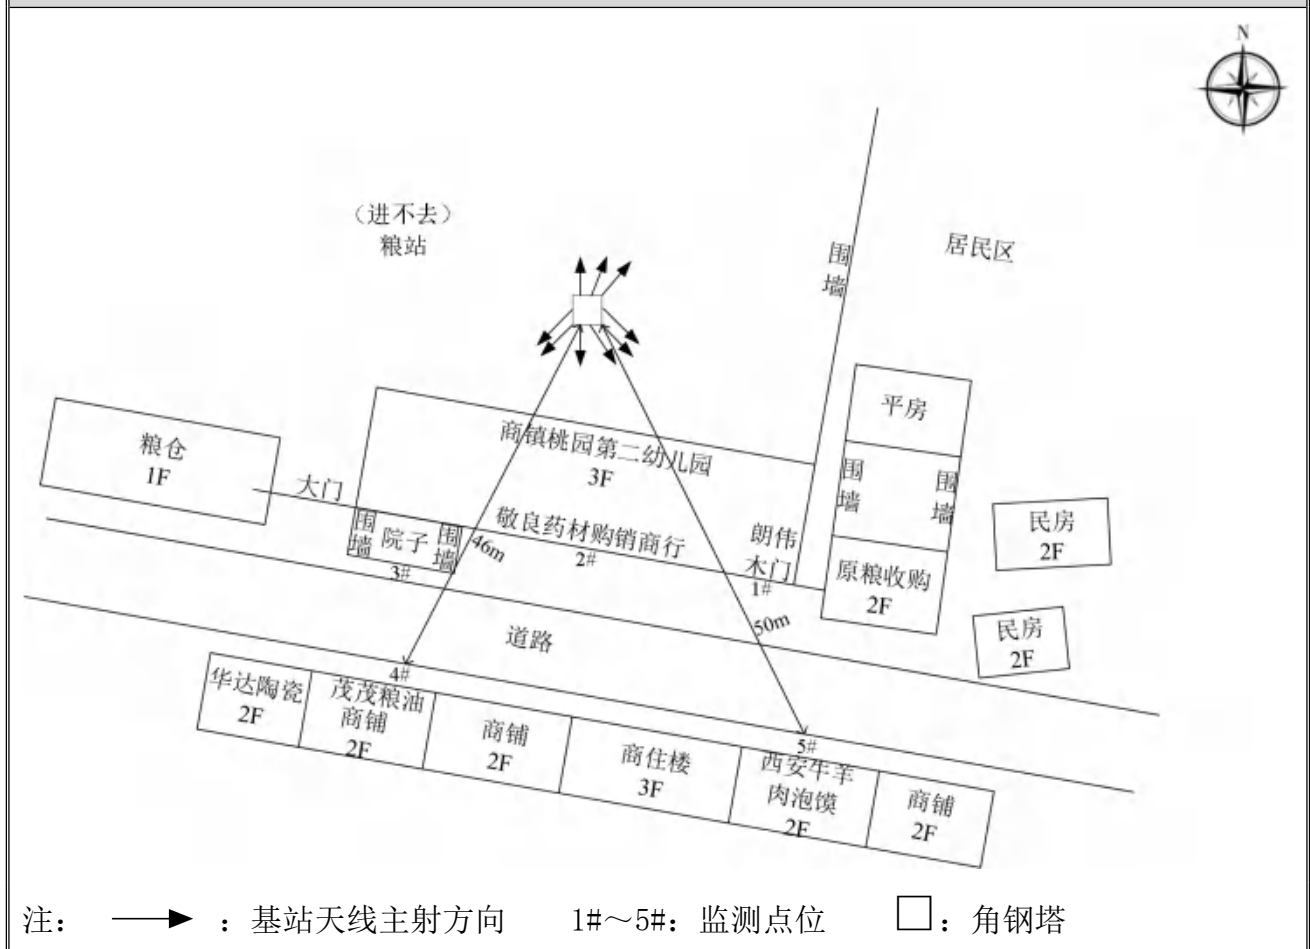 N
（进不去）
粮站
围墙
居民区
平房
商镇桃园第二幼儿园
3F
粮仓
1F
大门
围墙
院子
围墙
46m
敬良药材购销商行
2#
朗伟
木门
1#
围墙
围墙
民房
2F
原粮收购
2F
3#
50m
民房
2F
道路
4#
华达陶瓷
2F
茂茂粮油
商铺
2F
商铺
2F
商住楼
3F
5#
西安牛羊
肉泡馍
2F
商铺
2F
注： ：基站天线主射方向 1#～5#：监测点位 ：角钢塔